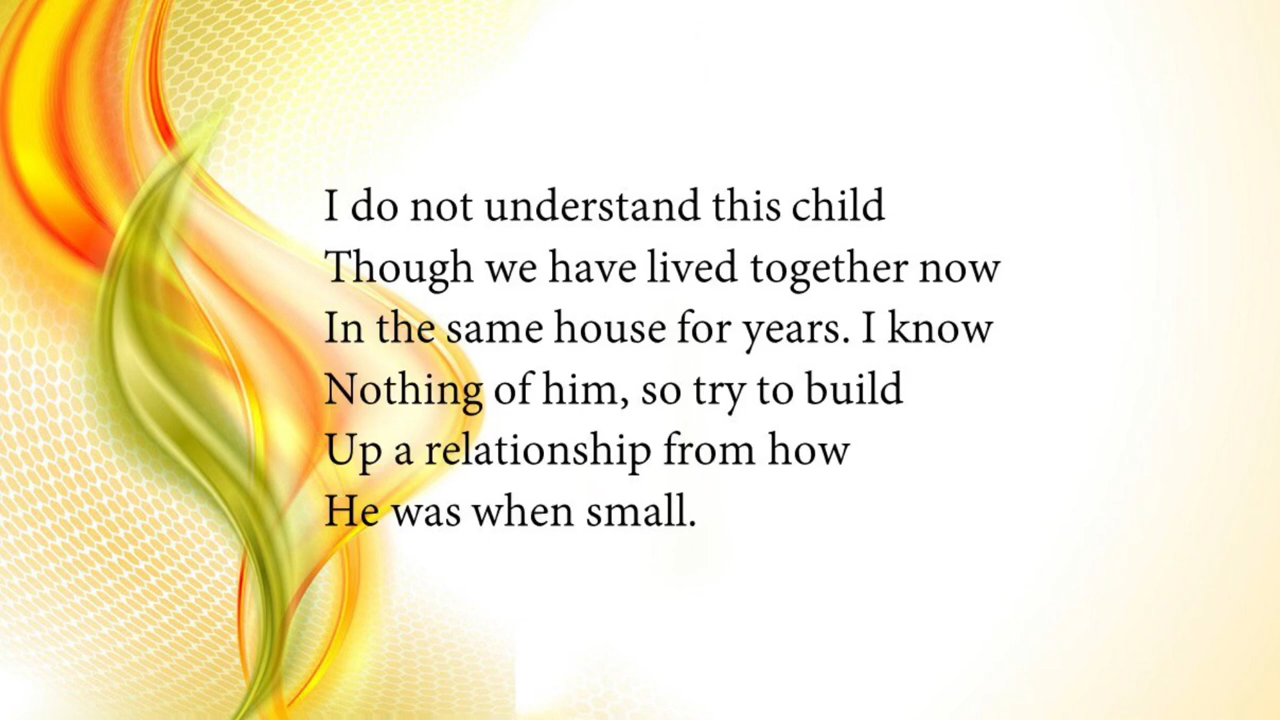 I do not understand this child
Though we have lived together now
In the same house for years. I know
Nothing of him, so try to build
Up a relationship from how
He was when small.